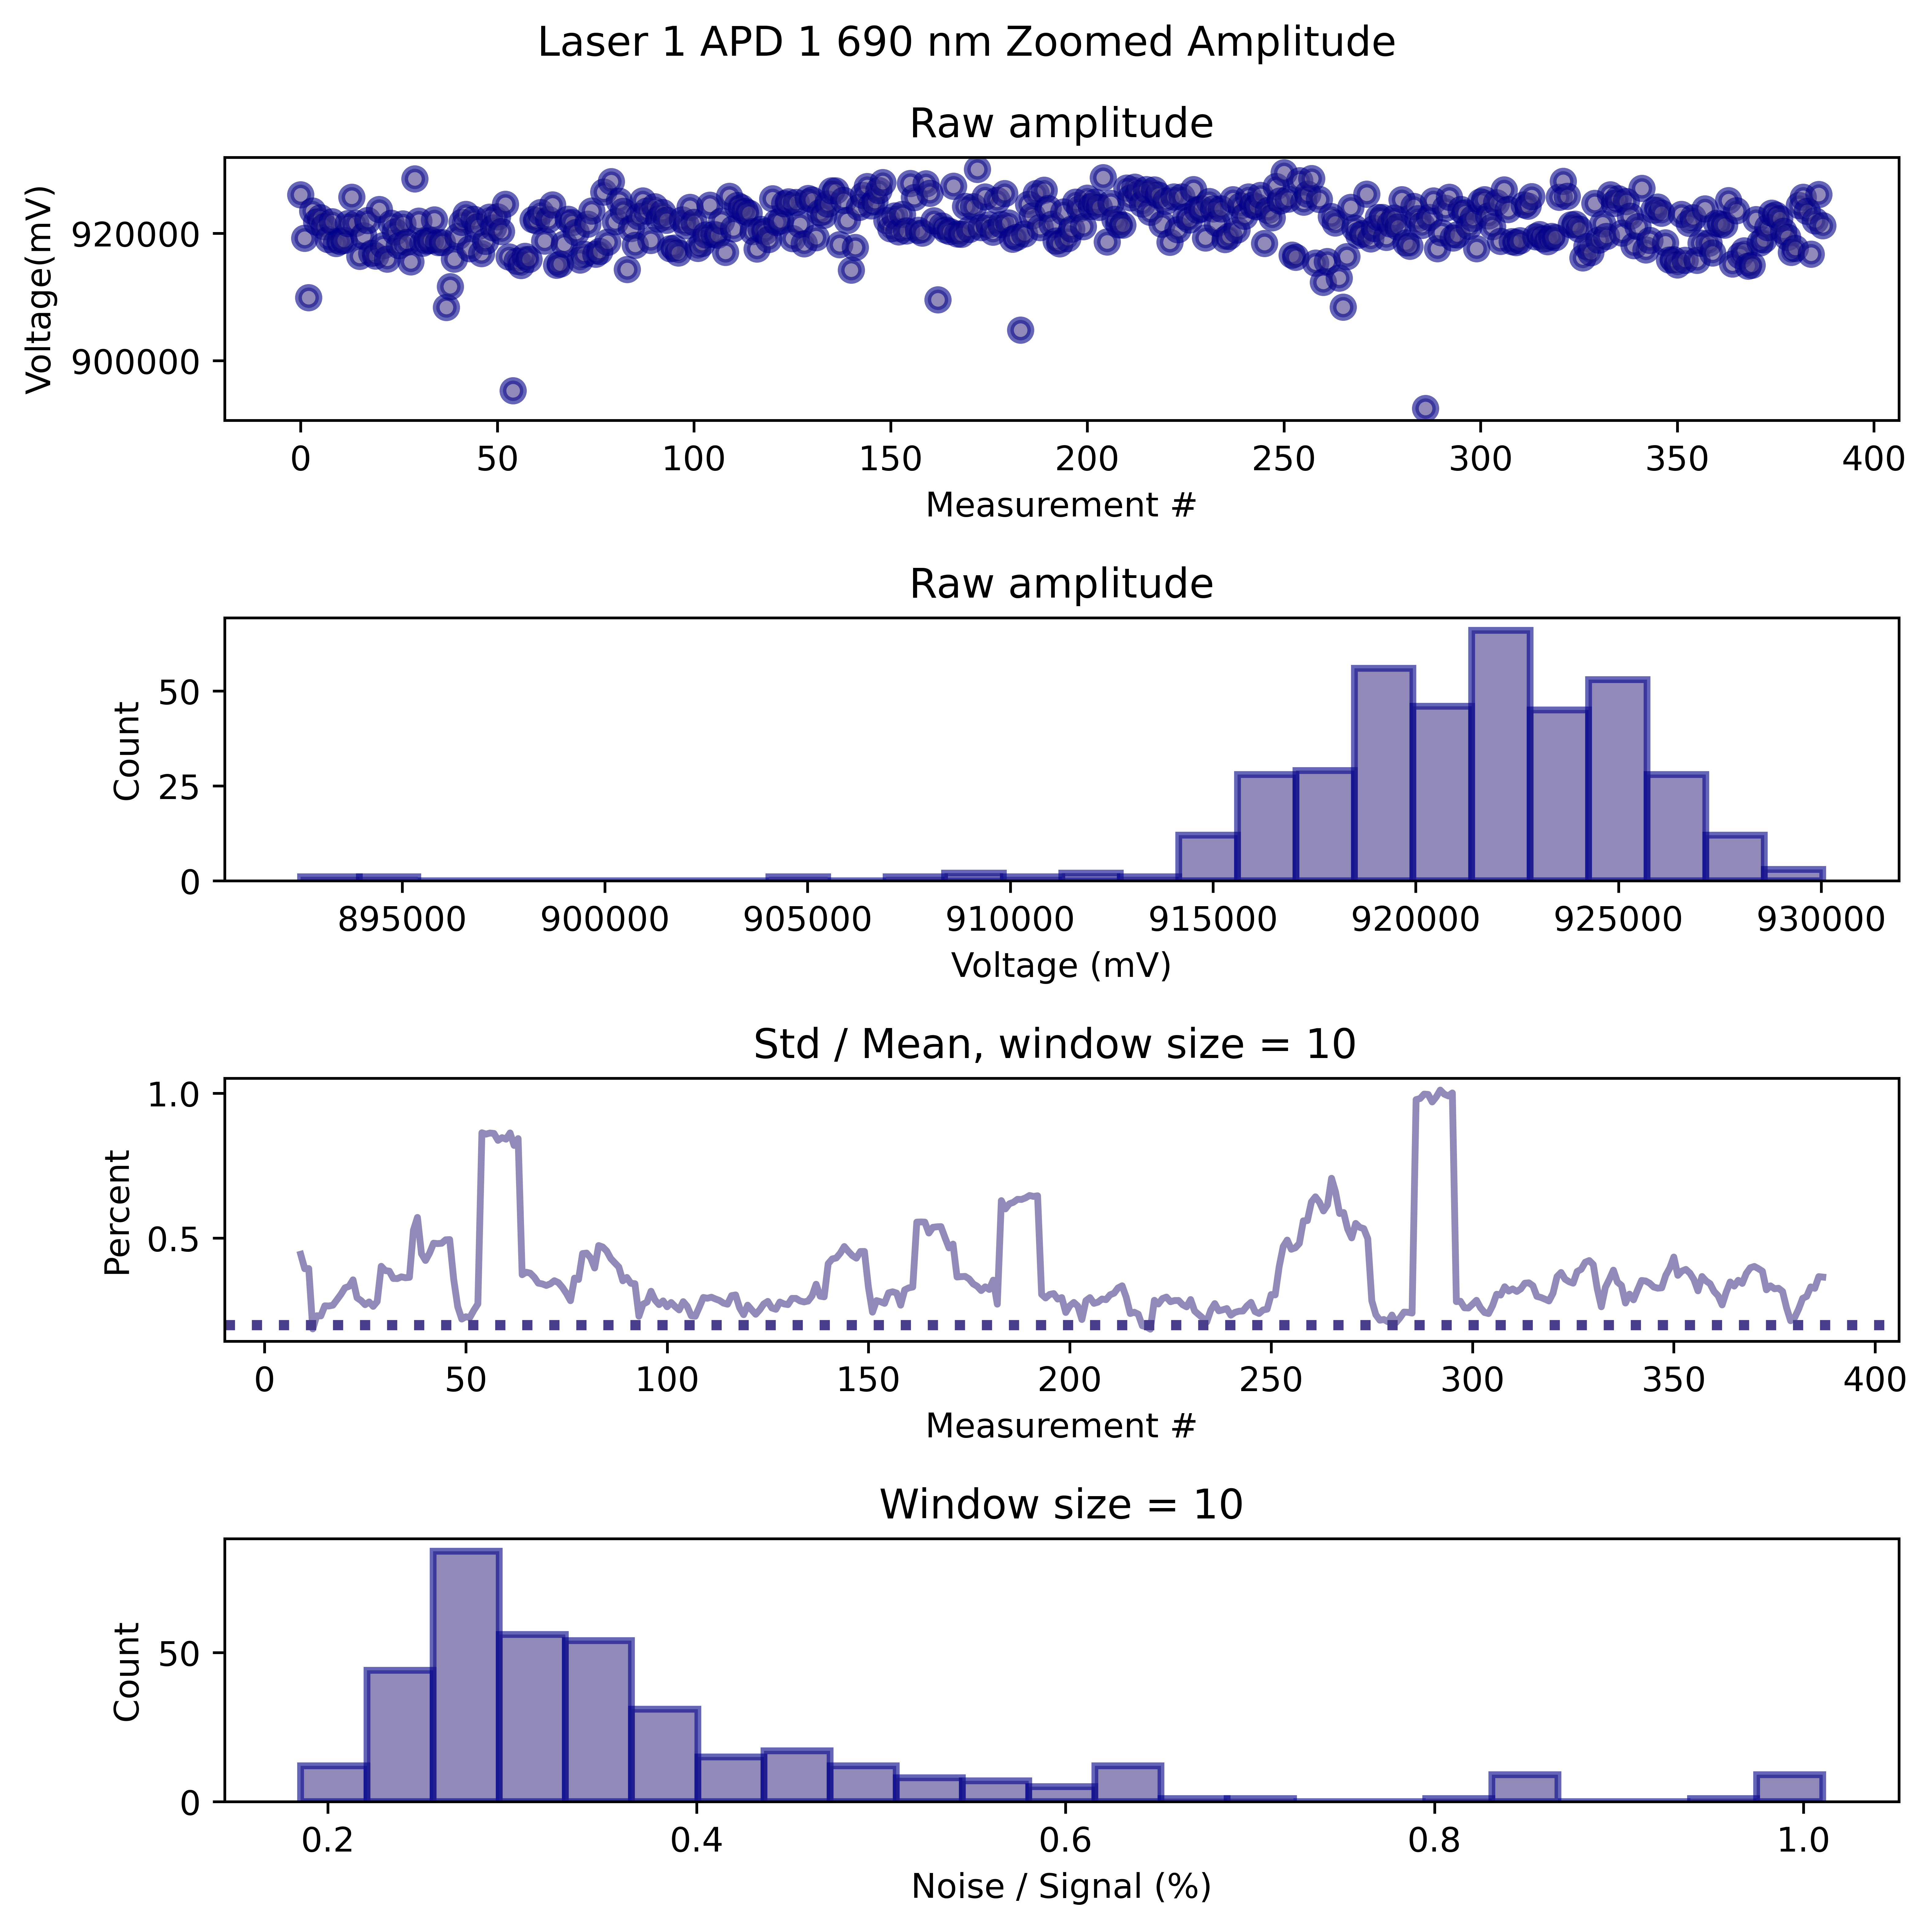 Laser 1 APD 1 690 nm Zoomed Amplitude
Raw amplitude
Voltage(mV)
920000
900000
0 50 100 150 200 250 300 350 400
Measurement #
Raw amplitude
Count
50
25
0
895000 900000 905000 910000 915000 920000 925000 930000
Voltage (mV)
Std / Mean, window size = 10
Percent
1.0
0.5
0 50 100 150 200 250 300 350 400
Measurement #
Window size = 10
Count
50
0
0.2 0.4 0.6 0.8 1.0
Noise / Signal (%)